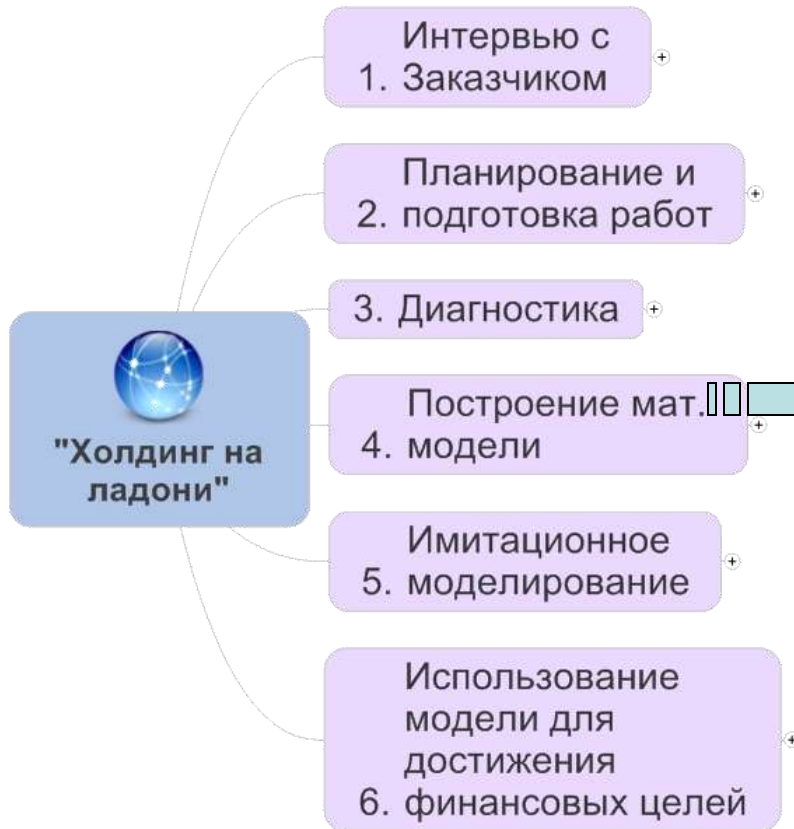 Интервью с
1. Заказчиком
Планирование и
2. подготовка работ
3. Диагностика
Построение мат.
4. модели
"Холдинг на
ладони"
Имитационное
5. моделирование
Использование
модели для
достижения
6. финансовых целей